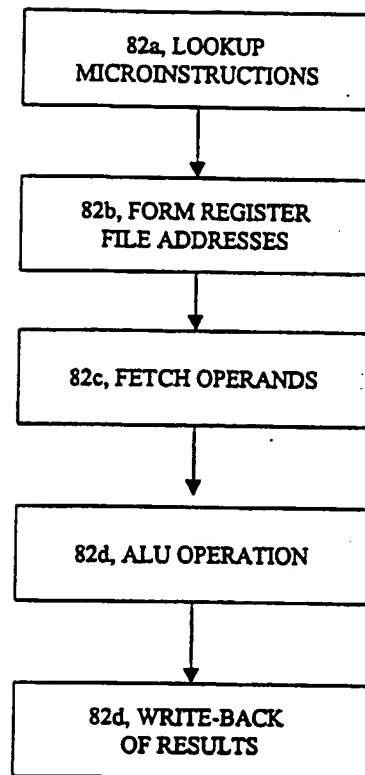 82a, LOOKUP
MICROINSTRUCTIONS
82b, FORM REGISTER
FILE ADDRESSES
82c, FETCH OPERANDS
82d, ALU OPERATION
82d, WRITE-BACK
OF RESULTS